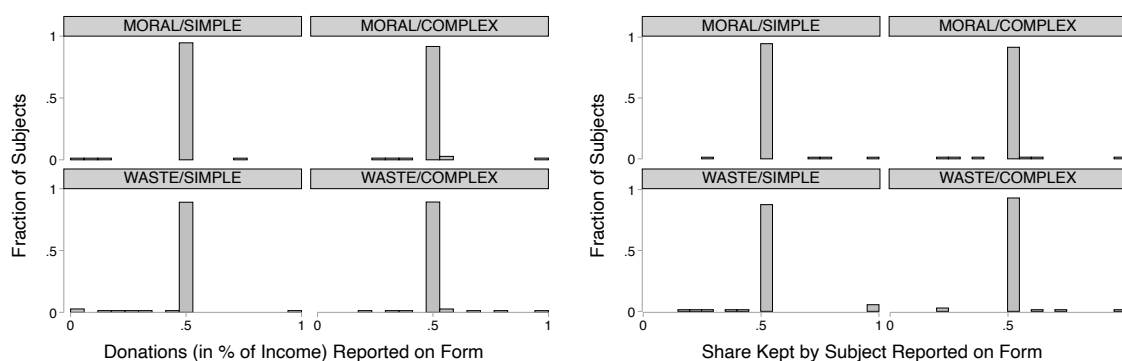 MORAL/SIMPLE MORAL/COMPLEX MORAL/SIMPLE MORAL/COMPLEX
1 1
.5 .5
0 0
WASTE/SIMPLE WASTE/COMPLEX WASTE/SIMPLE WASTE/COMPLEX
1 1
.5 .5
0 0
0 .5 1 0 .5 1 0 .5 1 0 .5 1
Fraction of Subjects
Fraction of Subjects
Donations (in % of Income) Reported on Form Share Kept by Subject Reported on Form